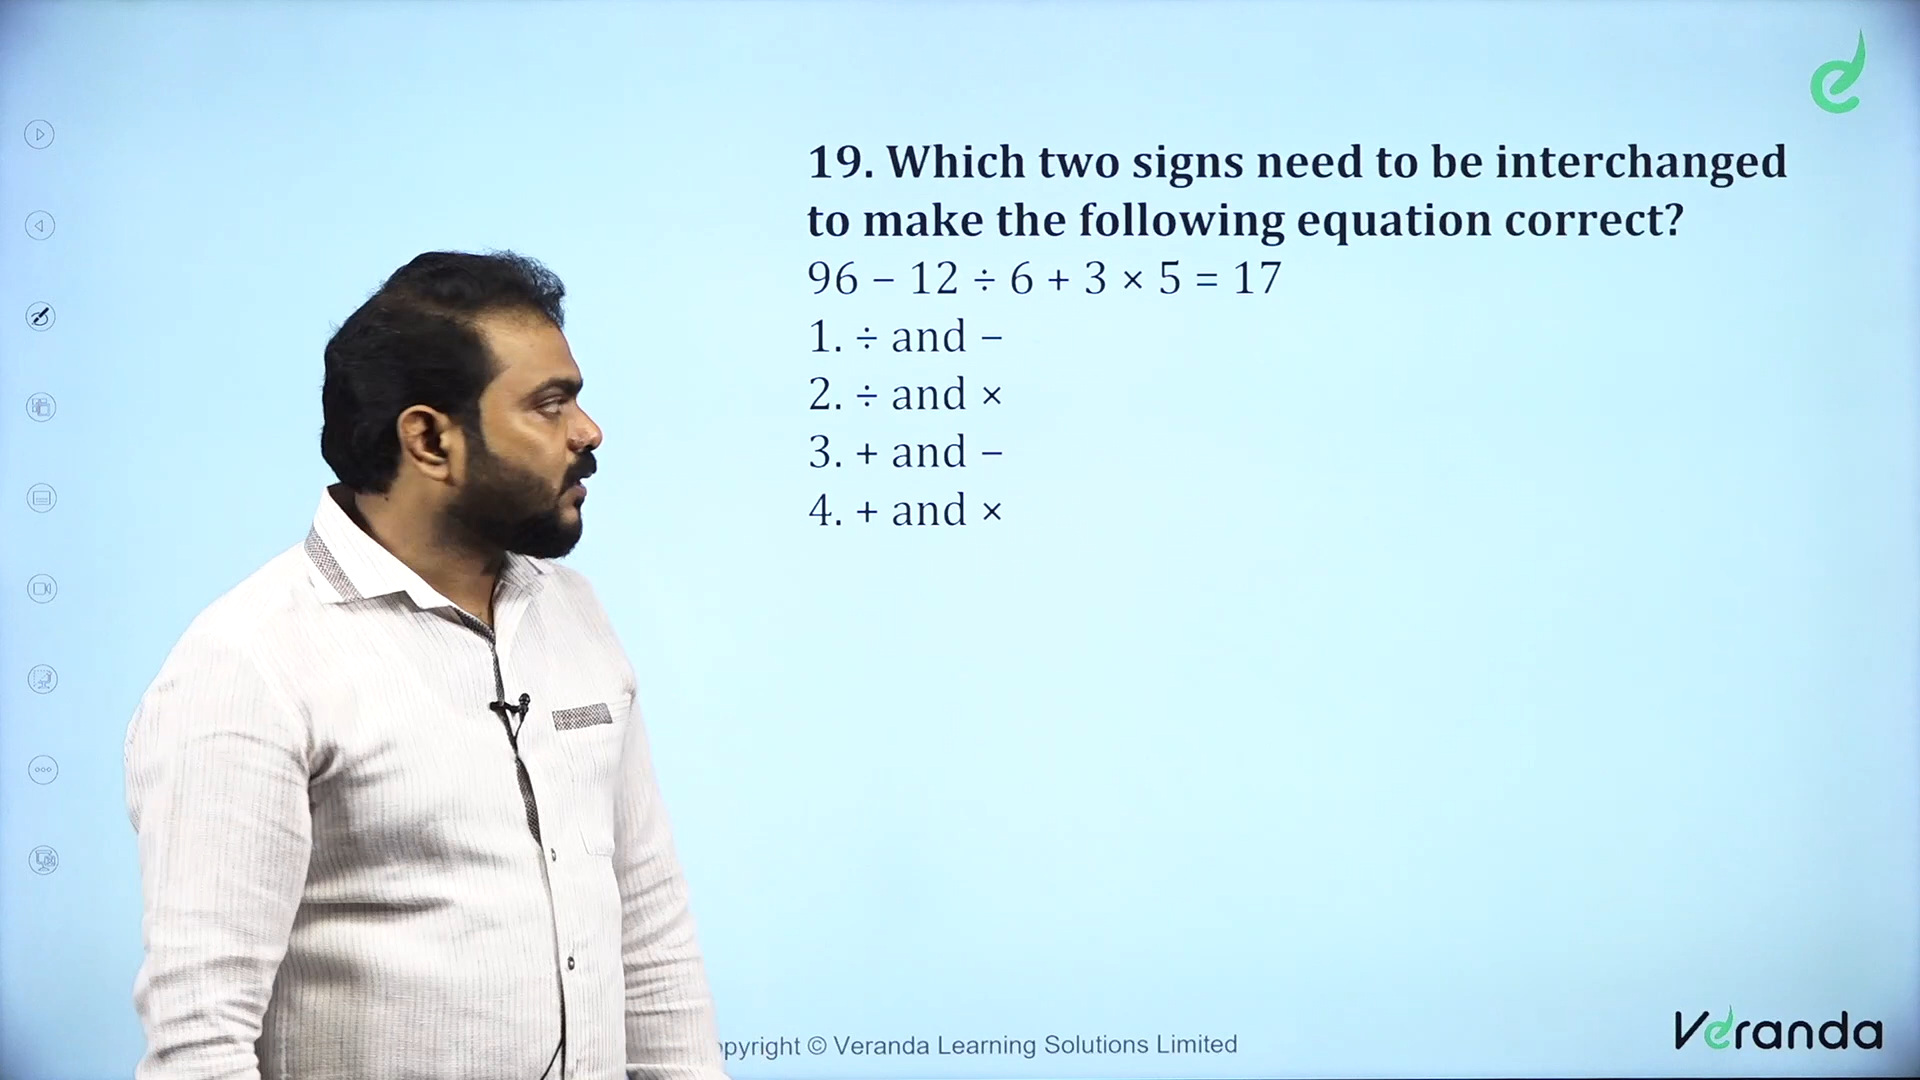 19. Which two signs need to be interchanged
to make the following equation correct?
96 − 12 ÷ 6 + 3 × 5 = 17
1. ÷ and −
2. ÷ and ×
3. + and −
4. + and ×
opyright © Veranda Learning Solutions Limited
Veranda